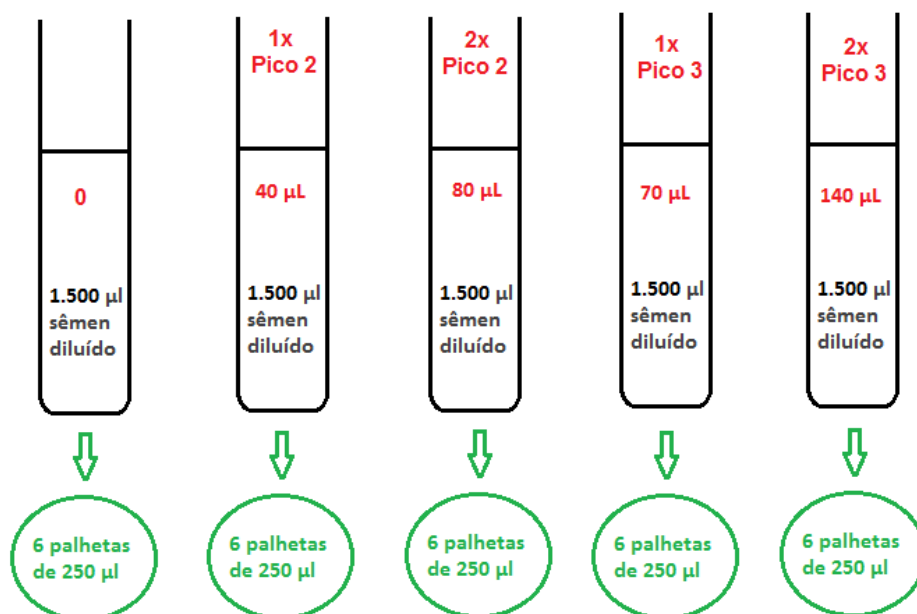 1x
Pico 2
2x
Pico 2
1x
Pico 3
2x
Pico 3
0
40 µL
80 µL
70 µL
140 µL
1.500 µl
sêmen
diluído
1.500 µl
sêmen
diluído
1.500 µl
sêmen
diluído
1.500 µl
sêmen
diluído
1.500 µl
sêmen
diluído
6 palhetas
de 250 µl
6 palhetas
de 250 µl
6 palhetas
de 250 µl
6 palhetas
de 250 µl
6 palhetas
de 250 µl